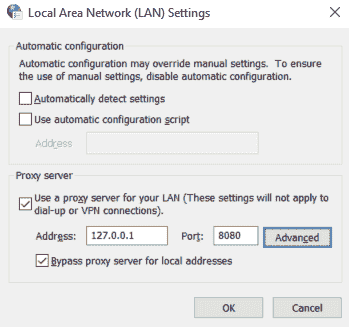 Local Area Network (LAN) Settings
Automatic configuration
Automatic configuration may override manual settings. To ensure
the use of manual settings, disable automatic configuration.
Automatically detect settings
Use automatic configuration script
Address
Proxy server
Use a proxy server for your LAN (These settings will not apply to
dial-up or VPN connections).
Address: 127.0.0.1 Port: 8080 Advanced
Bypass proxy server for local addresses
OK Cancel